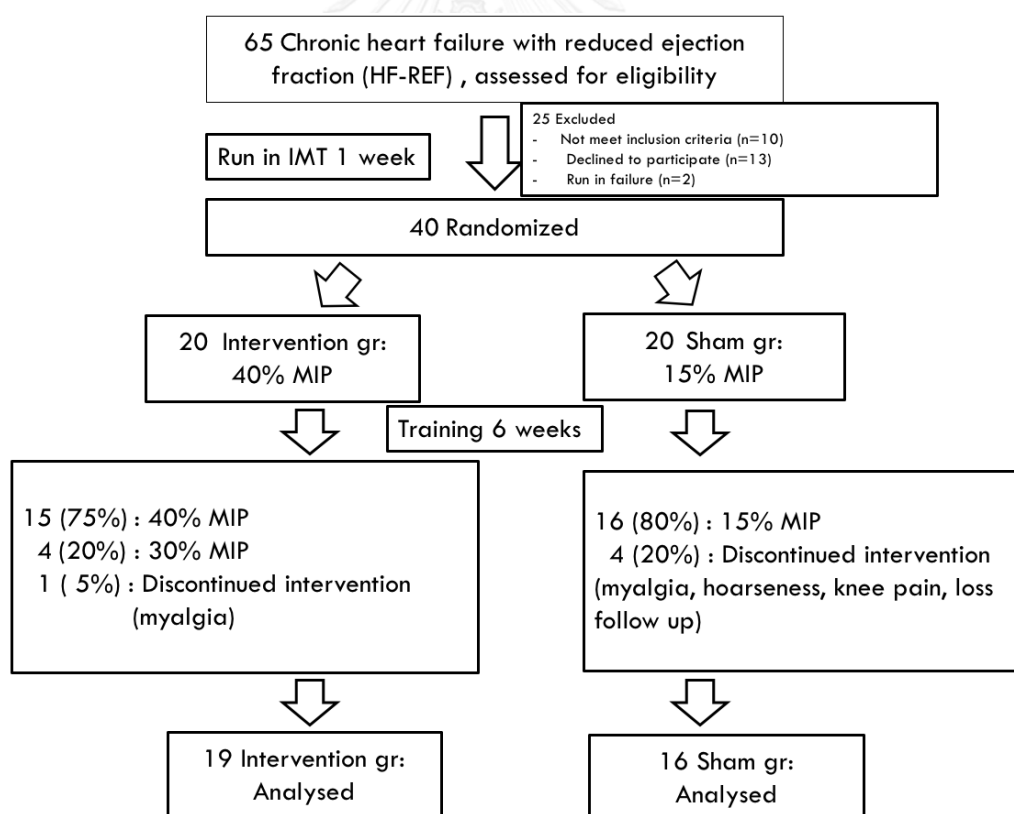 65 Chronic heart failure with reduced ejection
fraction (HF-REF) , assessed for eligibility
25 Excluded
- Not meet inclusion criteria (n=10)
- Declined to participate (n=13)
- Run in failure (n=2)
Run in IMT 1 week
40 Randomized
20 Intervention gr:
40% MIP
20 Sham gr:
15% MIP
Training 6 weeks
15 (75%) : 40% MIP
4 (20%) : 30% MIP
1 ( 5%) : Discontinued intervention
(myalgia)
16 (80%) : 15% MIP
4 (20%) : Discontinued intervention
(myalgia, hoarseness, knee pain, loss
follow up)
19 Intervention gr:
Analysed
16 Sham gr:
Analysed